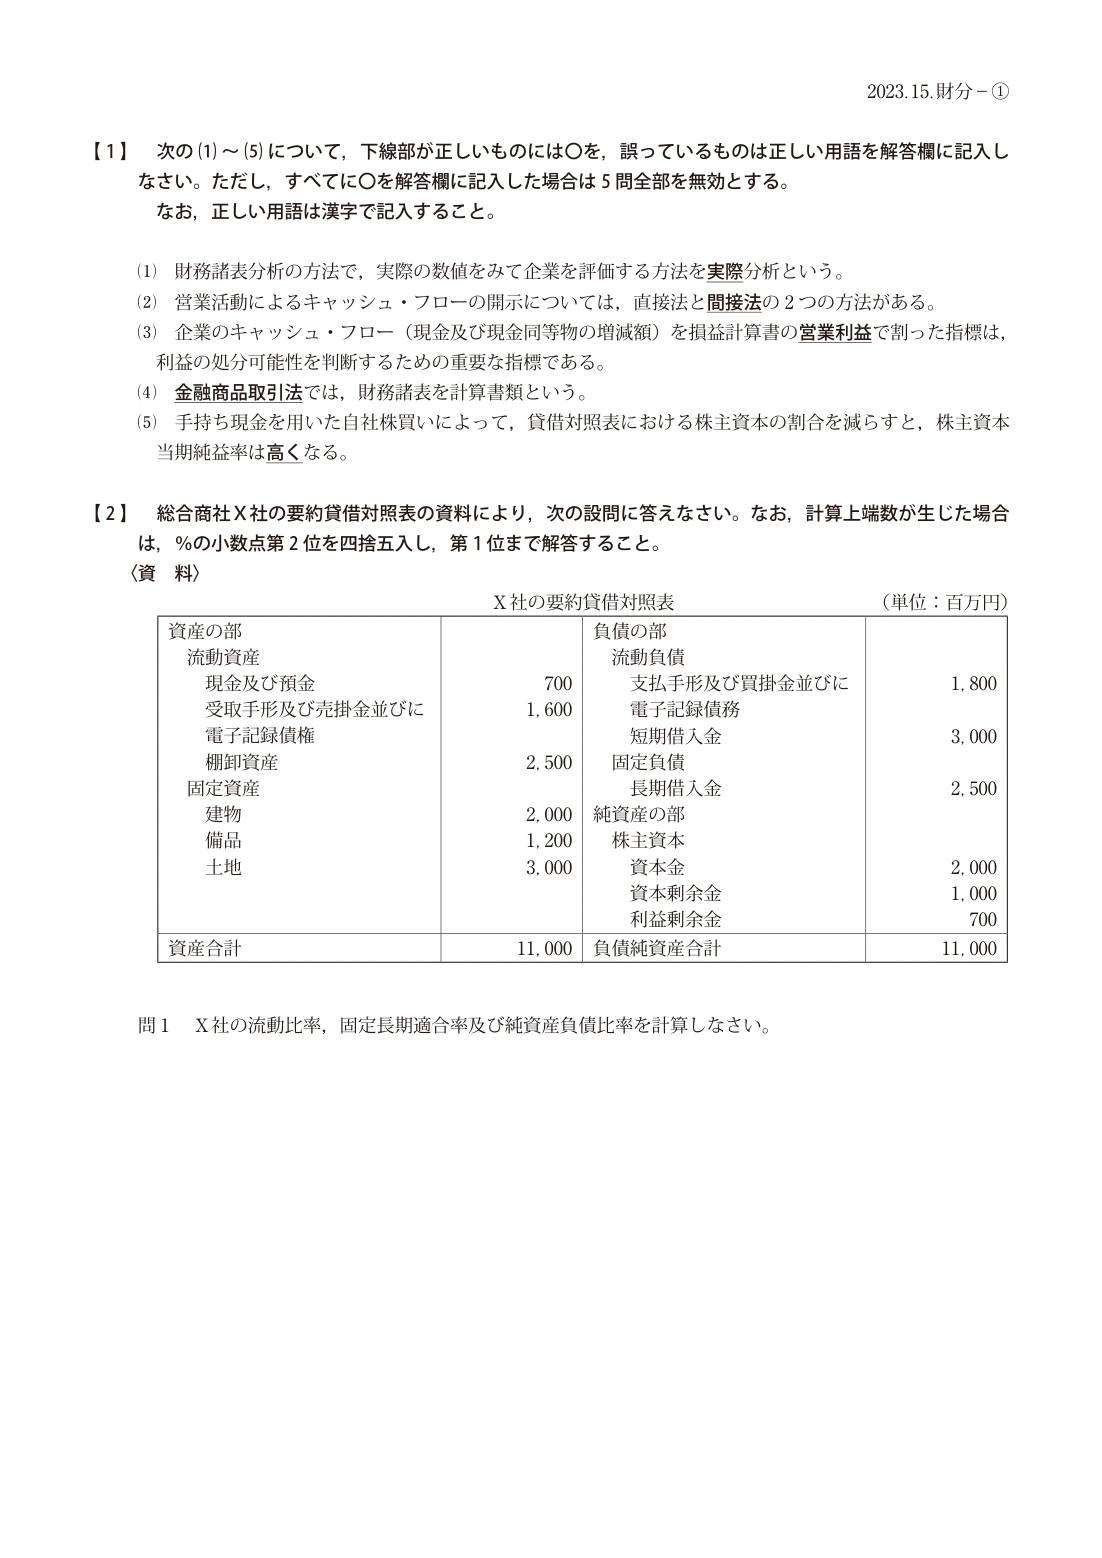 2023.15.財分－①
【１】　次の⑴～⑸について，下線部が正しいものには〇を，誤っているものは正しい用語を解答欄に記入し
なさい。ただし，すべてに〇を解答欄に記入した場合は５問全部を無効とする。
なお，正しい用語は漢字で記入すること。
⑴　財務諸表分析の方法で，実際の数値をみて企業を評価する方法を実際分析という。
⑵　営業活動によるキャッシュ・フローの開示については，直接法と間接法の２つの方法がある。
⑶　企業のキャッシュ・フロー（現金及び現金同等物の増減額）を損益計算書の営業利益で割った指標は，
利益の処分可能性を判断するための重要な指標である。
⑷　金融商品取引法では，財務諸表を計算書類という。
⑸　手持ち現金を用いた自社株買いによって，貸借対照表における株主資本の割合を減らすと，株主資本
当期純益率は高くなる。
【２】　総合商社Ｘ社の要約貸借対照表の資料により，次の設問に答えなさい。なお，計算上端数が生じた場合
は，％の小数点第２位を四捨五入し，第１位まで解答すること。
〈資　料〉
Ｘ社の要約貸借対照表　（単位：百万円）
資産の部　負債の部
流動資産　流動負債
現金及び預金　700　支払手形及び買掛金並びに　1,800
受取手形及び売掛金並びに　1,600　電子記録債務
電子記録債権　短期借入金　3,000
棚卸資産　2,500　固定負債
固定資産　長期借入金　2,500
建物　2,000　純資産の部
備品　1,200　株主資本
土地　3,000　資本金　2,000
資本剰余金　1,000
利益剰余金　700
資産合計　11,000　負債純資産合計　11,000
問１　Ｘ社の流動比率，固定長期適合率及び純資産負債比率を計算しなさい。